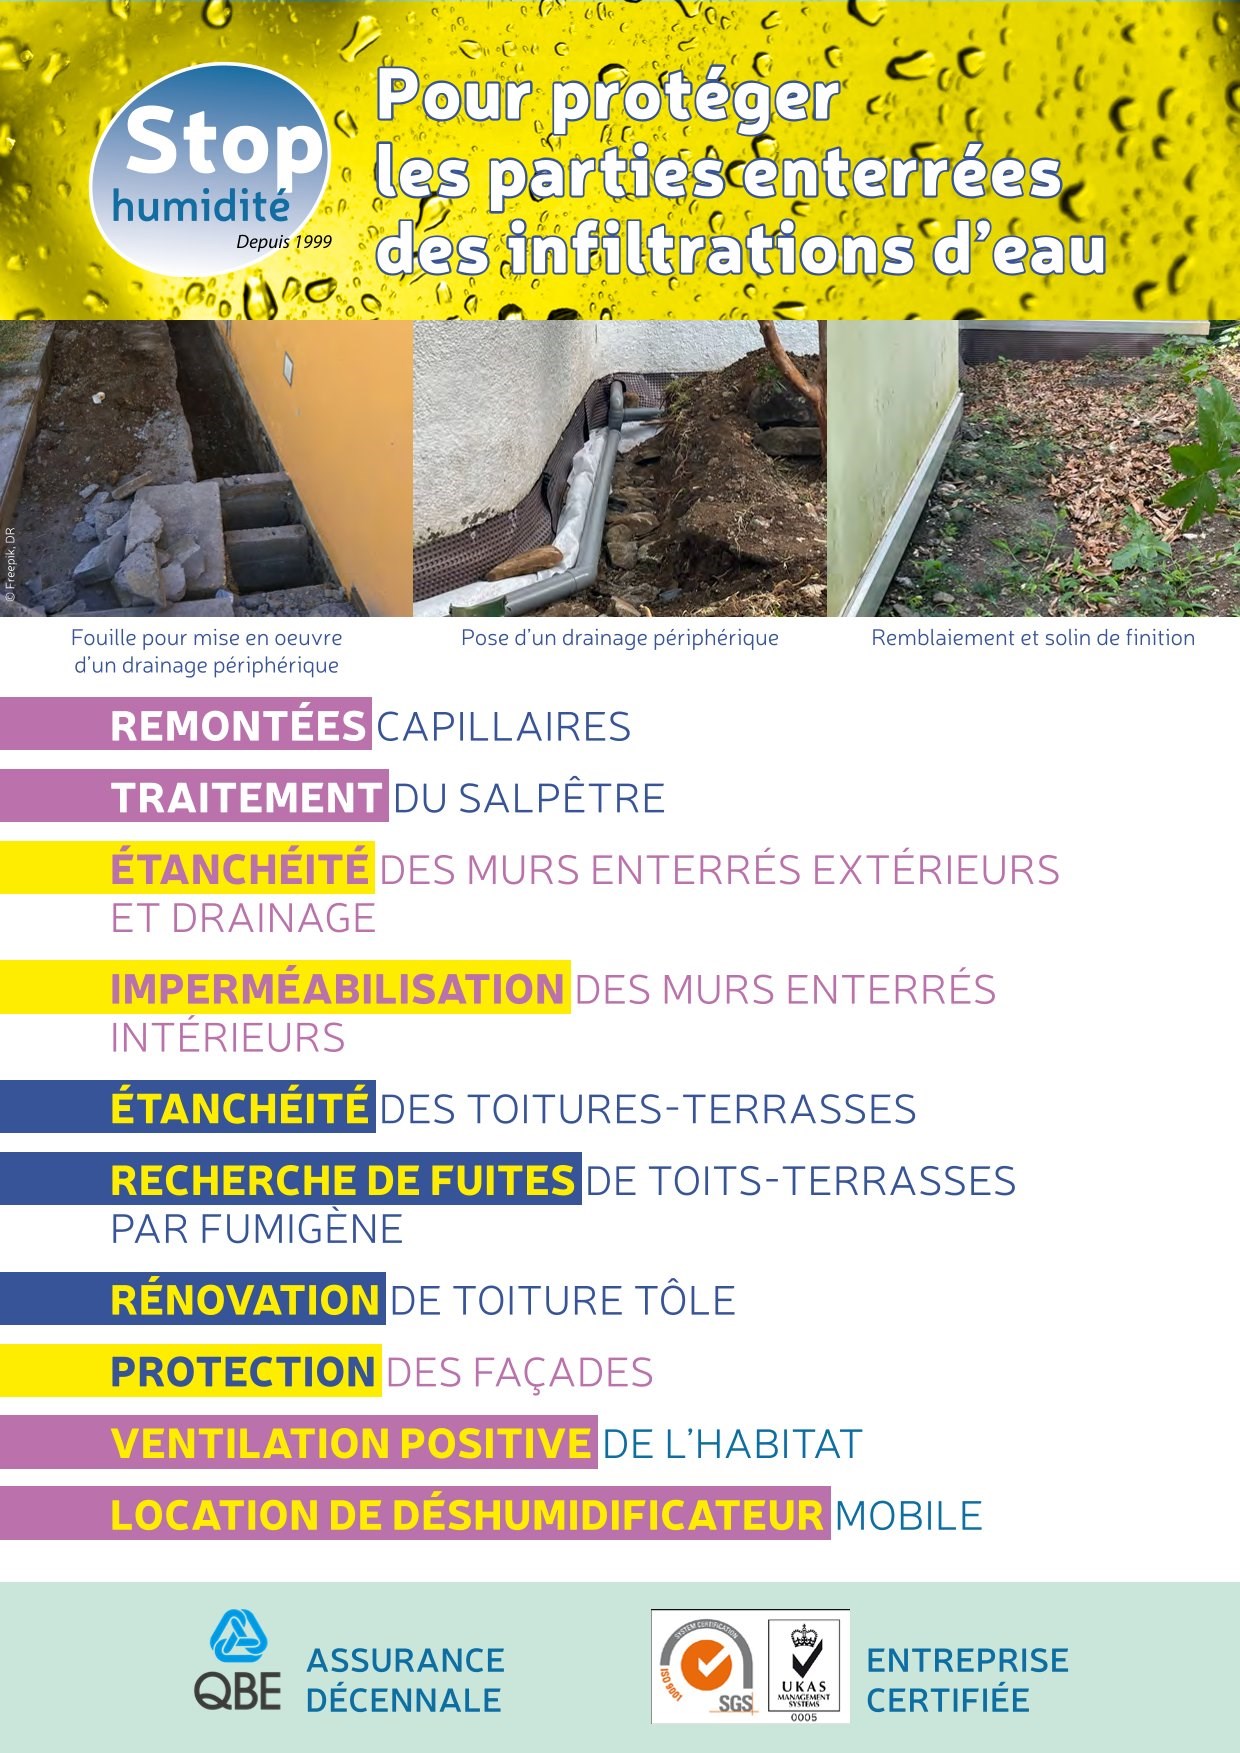 Stop
humidité
Depuis 1999
Pour protéger
les parties enterrées
des infiltrations d'eau
© Freepik, DR
Fouille pour mise en oeuvre
d'un drainage périphérique
Pose d'un drainage périphérique
Remblaiement et solin de finition
REMONTÉES CAPILLAIRES
TRAITEMENT DU SALPÊTRE
ÉTANCHÉITÉ DES MURS ENTERRÉS EXTÉRIEURS
ET DRAINAGE
IMPERMÉABILISATION DES MURS ENTERRÉS
INTÉRIEURS
ÉTANCHÉITÉ DES TOITURES-TERRASSES
RECHERCHE DE FUITES DE TOITS-TERRASSES
PAR FUMIGÈNE
RÉNOVATION DE TOITURE TÔLE
PROTECTION DES FAÇADES
VENTILATION POSITIVE DE L'HABITAT
LOCATION DE DÉSHUMIDIFICATEUR MOBILE
QBE
ASSURANCE
DÉCENNALE
SYSTEM CERTIFICATION
ISO 9001
SGS
UKAS
MANAGEMENT
SYSTEMS
0005
ENTREPRISE
CERTIFIÉE